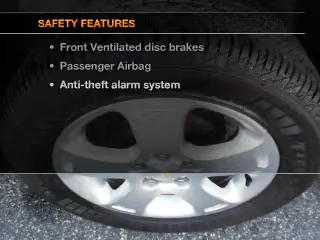 SAFETY FEATURES
• Front Ventilated disc brakes
• Passenger Airbag
• Anti-theft alarm system